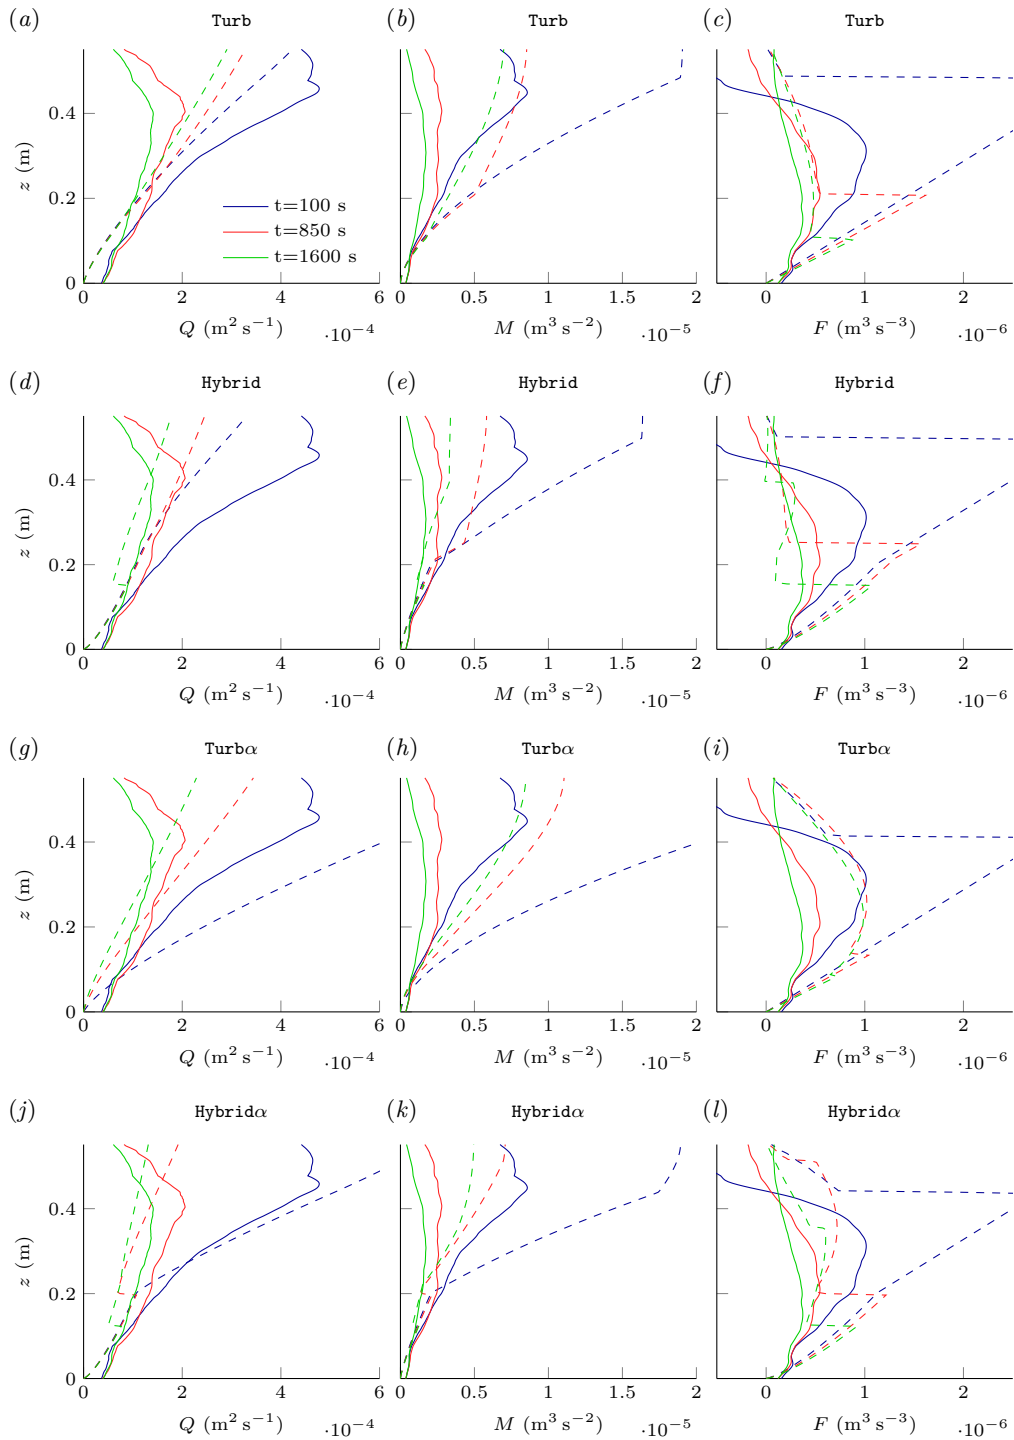 (a) Turb (b) Turb (c) Turb
0.4
z (m)
0.2
t=100 s
t=850 s
t=1600 s
0
0 2 4 6 0 0.5 1 1.5 2 0 1 2
Q (m² s⁻¹) ·10⁻⁴ M (m³ s⁻²) ·10⁻⁵ F (m³ s⁻³) ·10⁻⁶
(d) Hybrid (e) Hybrid (f) Hybrid
0.4
z (m)
0.2
0
0 2 4 6 0 0.5 1 1.5 2 0 1 2
Q (m² s⁻¹) ·10⁻⁴ M (m³ s⁻²) ·10⁻⁵ F (m³ s⁻³) ·10⁻⁶
(g) Turbα (h) Turbα (i) Turbα
0.4
z (m)
0.2
0
0 2 4 6 0 0.5 1 1.5 2 0 1 2
Q (m² s⁻¹) ·10⁻⁴ M (m³ s⁻²) ·10⁻⁵ F (m³ s⁻³) ·10⁻⁶
(j) Hybridα (k) Hybridα (l) Hybridα
0.4
z (m)
0.2
0
0 2 4 6 0 0.5 1 1.5 2 0 1 2
Q (m² s⁻¹) ·10⁻⁴ M (m³ s⁻²) ·10⁻⁵ F (m³ s⁻³) ·10⁻⁶